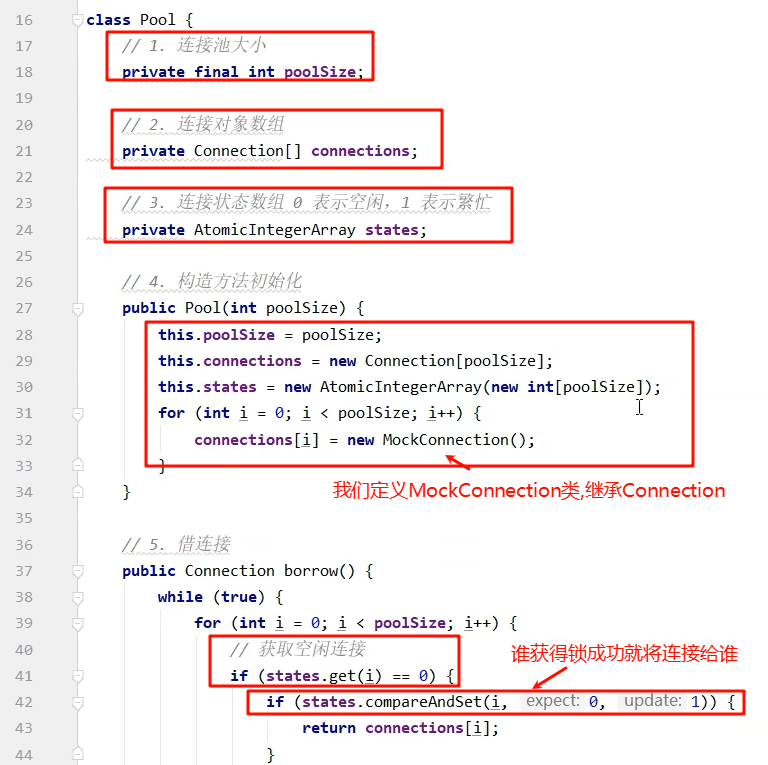 16 class Pool {
17 // 1. 连接池大小
18 private final int poolSize;
19
20 // 2. 连接对象数组
21 private Connection[] connections;
22
23 // 3. 连接状态数组 0 表示空闲，1 表示繁忙
24 private AtomicIntegerArray states;
25
26 // 4. 构造方法初始化
27 public Pool(int poolSize) {
28 this.poolSize = poolSize;
29 this.connections = new Connection[poolSize];
30 this.states = new AtomicIntegerArray(new int[poolSize]);
31 for (int i = 0; i < poolSize; i++) {
32 connections[i] = new MockConnection();
33 }
我们定义MockConnection类,继承Connection
34 }
35
36 // 5. 借连接
37 public Connection borrow() {
38 while (true) {
39 for (int i = 0; i < poolSize; i++) {
40 // 获取空闲连接
谁获得锁成功就将连接给谁
41 if (states.get(i) == 0) {
42 if (states.compareAndSet(i, expect: 0, update: 1)) {
43 return connections[i];
44 }